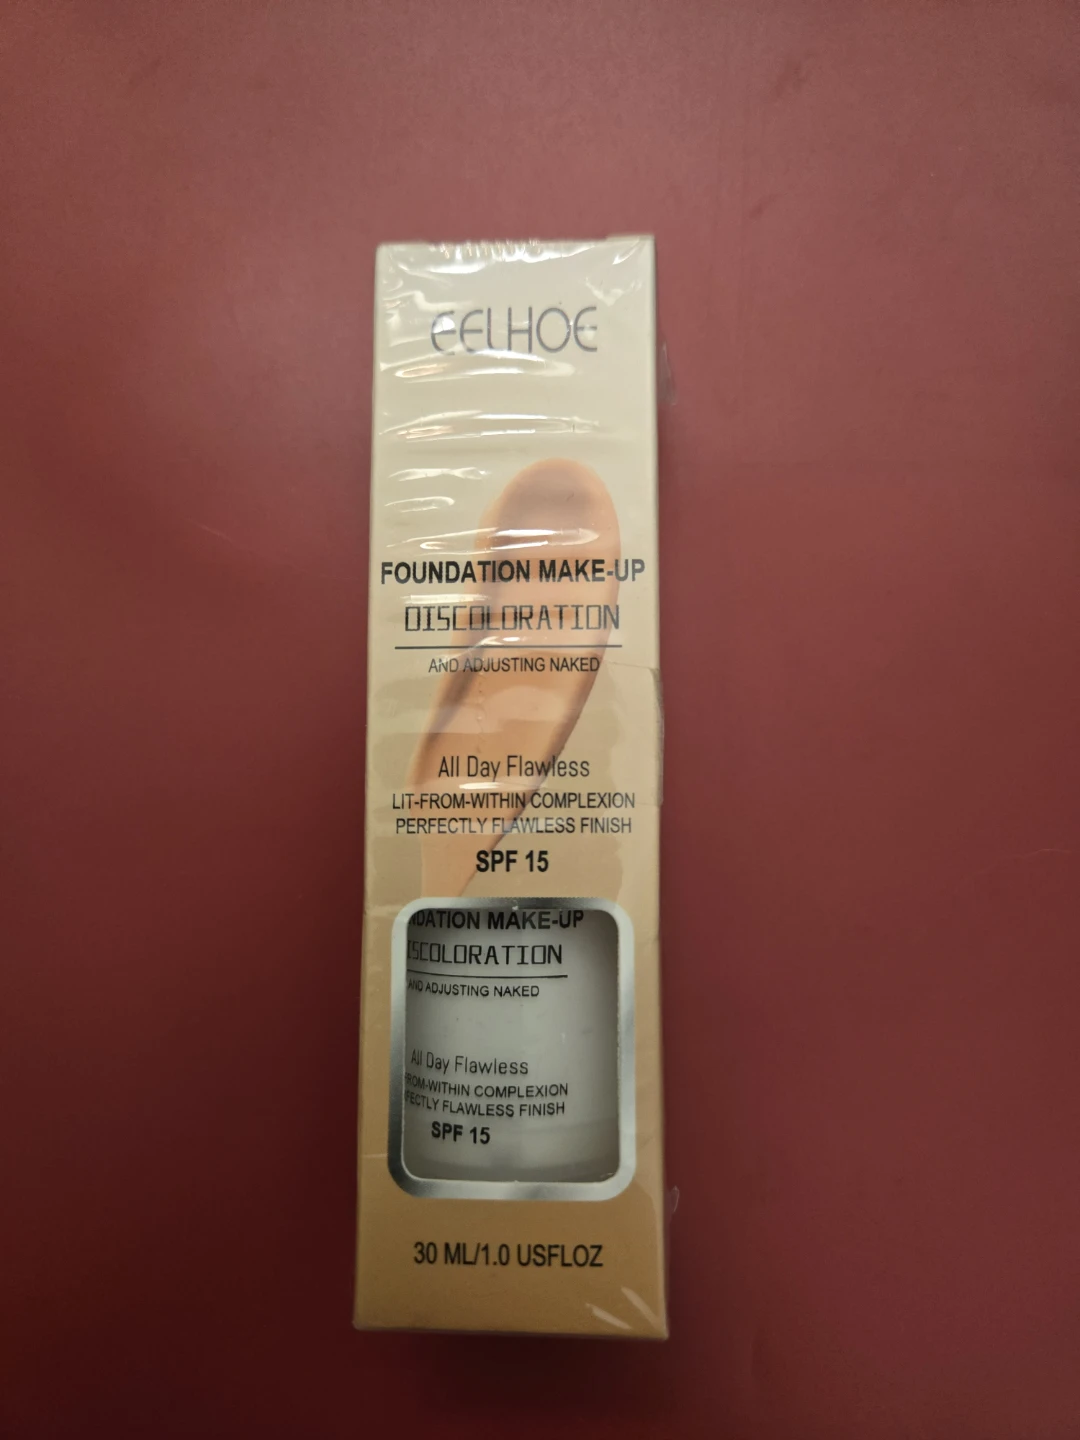 EELHOE
FOUNDATION MAKE-UP
DISCOLORATION
AND ADJUSTING NAKED
All Day Flawless
LIT-FROM-WITHIN COMPLEXION
PERFECTLY FLAWLESS FINISH
SPF 15
NDATION MAKE-UP
ISCOLORATION
AND ADJUSTING NAKED
All Day Flawless
FROM-WITHIN COMPLEXION
FECTLY FLAWLESS FINISH
SPF 15
30 ML/1.0 USFLOZ